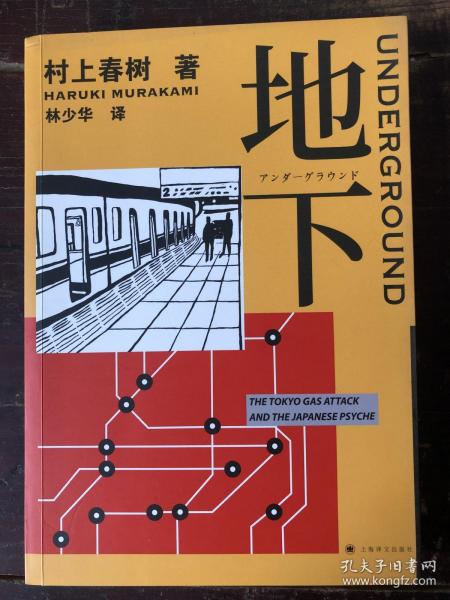 村上春树 著
HARUKI MURAKAMI
林少华 译
地下
アンダーグラウンド
UNDERGROUND
2
THE TOKYO GAS ATTACK
AND THE JAPANESE PSYCHE
上海译文出版社
孔夫子旧书网
www.kongfz.com